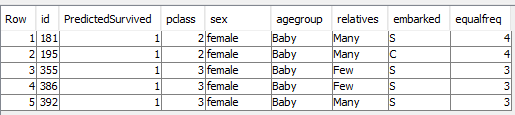 Row id PredictedSurvived pclass sex agegroup relatives embarked equalfreq
1 181 1 2 female Baby Many S 4
2 195 1 2 female Baby Many C 4
3 355 1 3 female Baby Few S 3
4 386 1 3 female Baby Few S 3
5 392 1 3 female Baby Many S 3